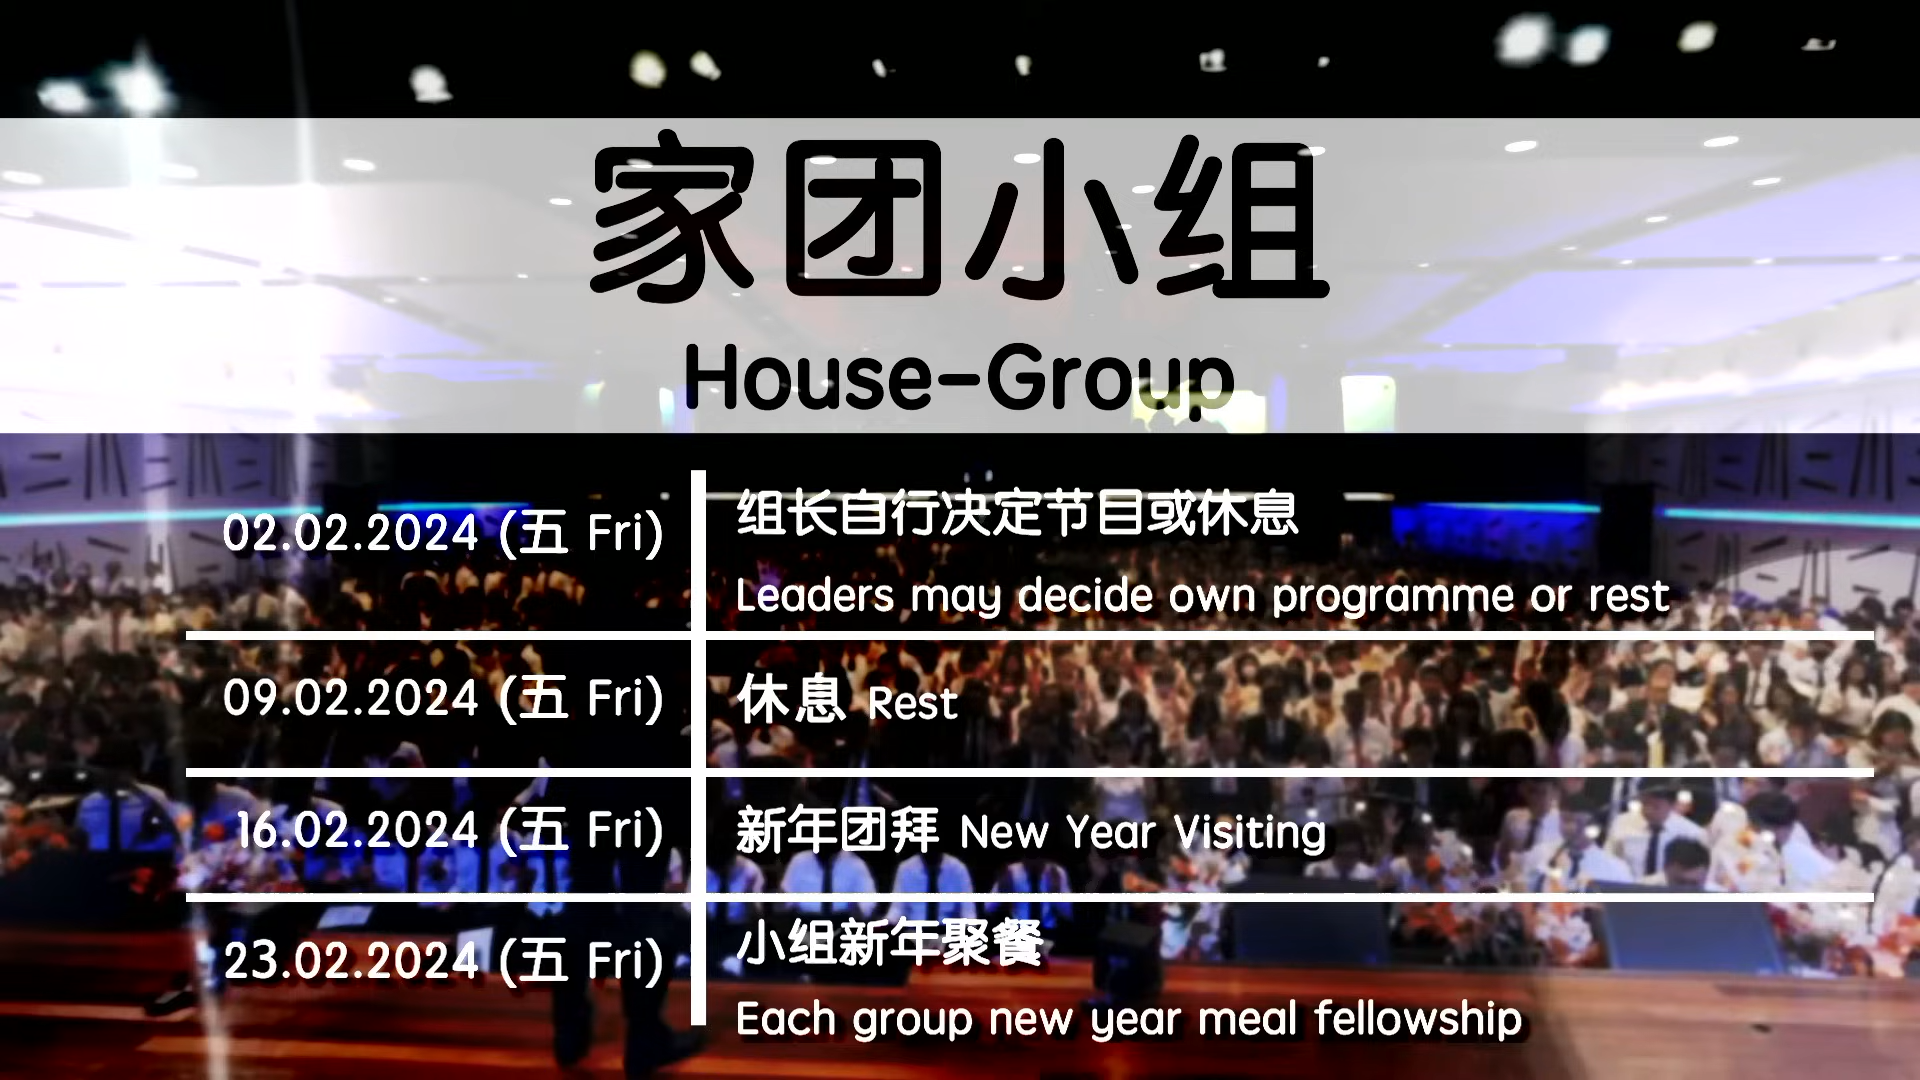 家团小组
House-Group
02.02.2024 (五 Fri)
组长自行决定节目或休息
Leaders may decide own programme or rest
09.02.2024 (五 Fri)
休息 Rest
16.02.2024 (五 Fri)
新年团拜 New Year Visiting
23.02.2024 (五 Fri)
小组新年聚餐
Each group new year meal fellowship